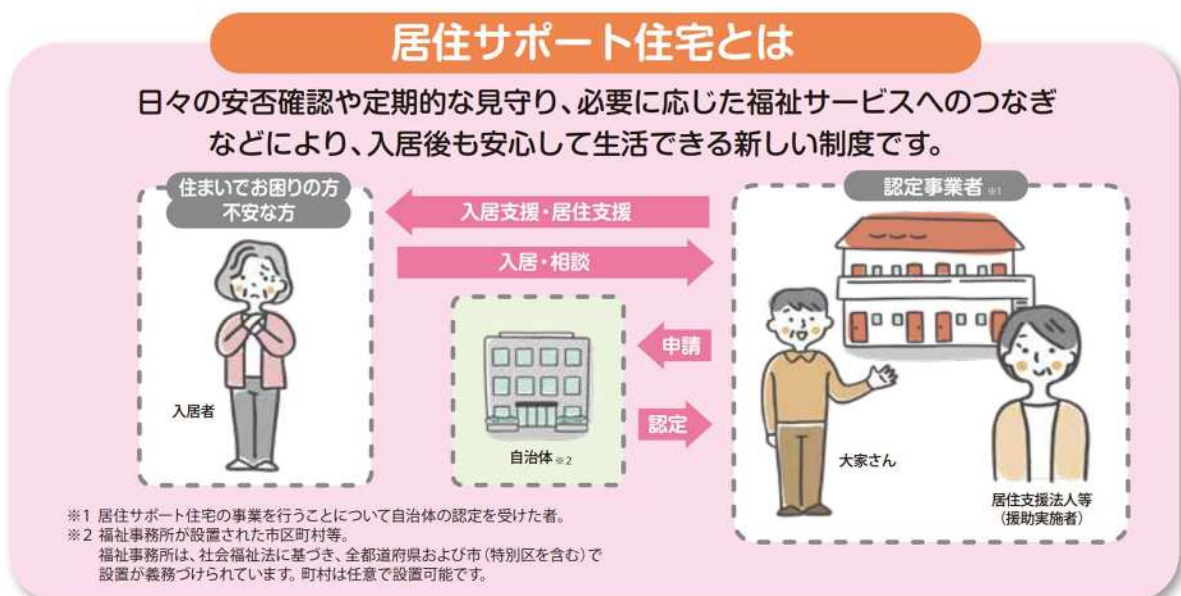 居住サポート住宅とは
日々の安否確認や定期的な見守り、必要に応じた福祉サービスへのつなぎ
などにより、入居後も安心して生活できる新しい制度です。
住まいでお困りの方
不安な方
入居者
入居支援・居住支援
入居・相談
申請
認定
自治体※2
認定事業者※1
大家さん
居住支援法人等
(援助実施者)
※1 居住サポート住宅の事業を行うことについて自治体の認定を受けた者。
※2 福祉事務所が設置された市区町村等。
福祉事務所は、社会福祉法に基づき、全都道府県および市(特別区を含む)で
設置が義務づけられています。町村は任意で設置可能です。